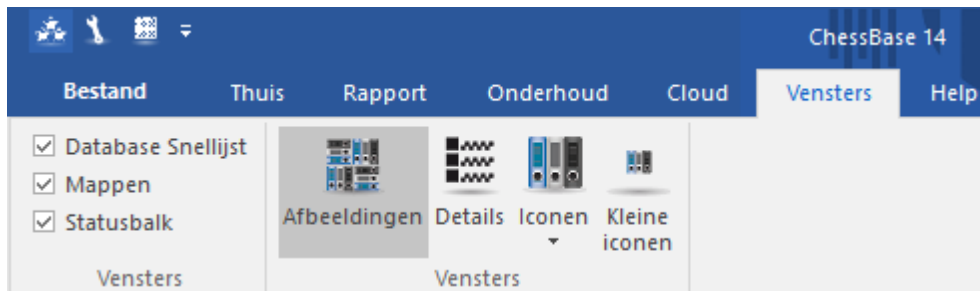 ChessBase 14
Bestand Thuis Rapport Onderhoud Cloud Vensters Help
Database Snellijst
Mappen
Statusbalk
Vensters
Afbeeldingen Details Iconen Kleine
iconen
Vensters